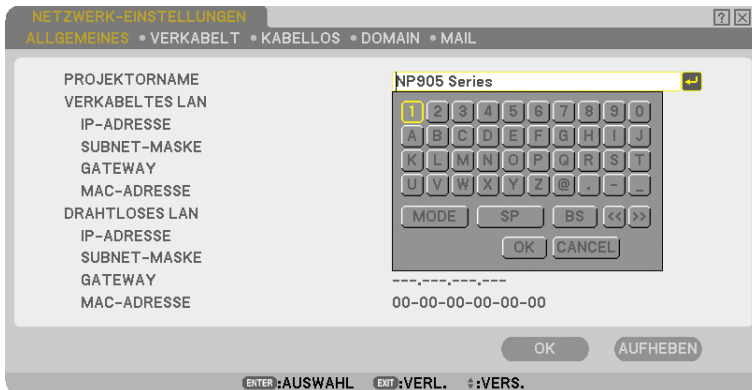 NETZWERK-EINSTELLUNGEN
ALLGEMEINES • VERKABELT • KABELLOS • DOMAIN • MAIL
PROJEKTORNAME NP905 Series
VERKABELTES LAN
1 2 3 4 5 6 7 8 9 0
IP-ADRESSE
A B C D E F G H I J
SUBNET-MASKE
K L M N O P Q R S T
GATEWAY
U V W X Y Z @ . - _
MAC-ADRESSE
DRAHTLOSES LAN
MODE SP BS << >>
IP-ADRESSE
OK CANCEL
SUBNET-MASKE
GATEWAY ---.---.---.---
MAC-ADRESSE 00-00-00-00-00-00
OK AUFHEBEN
ENTER :AUSWAHL EXIT :VERL. :VERS.